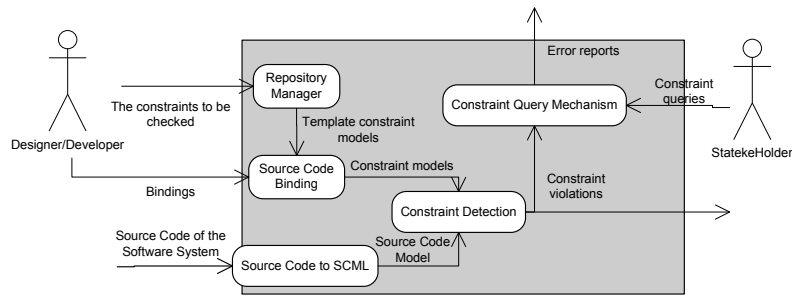 Error reports
Repository
Manager
Constraint Query Mechanism
Constraint
queries
The constraints to be
checked
Template constraint
models
Designer/Developer
StatekeHolder
Source Code
Binding
Constraint models
Bindings
Constraint
violations
Constraint Detection
Source Code of the
Software System
Source Code
Model
Source Code to SCML